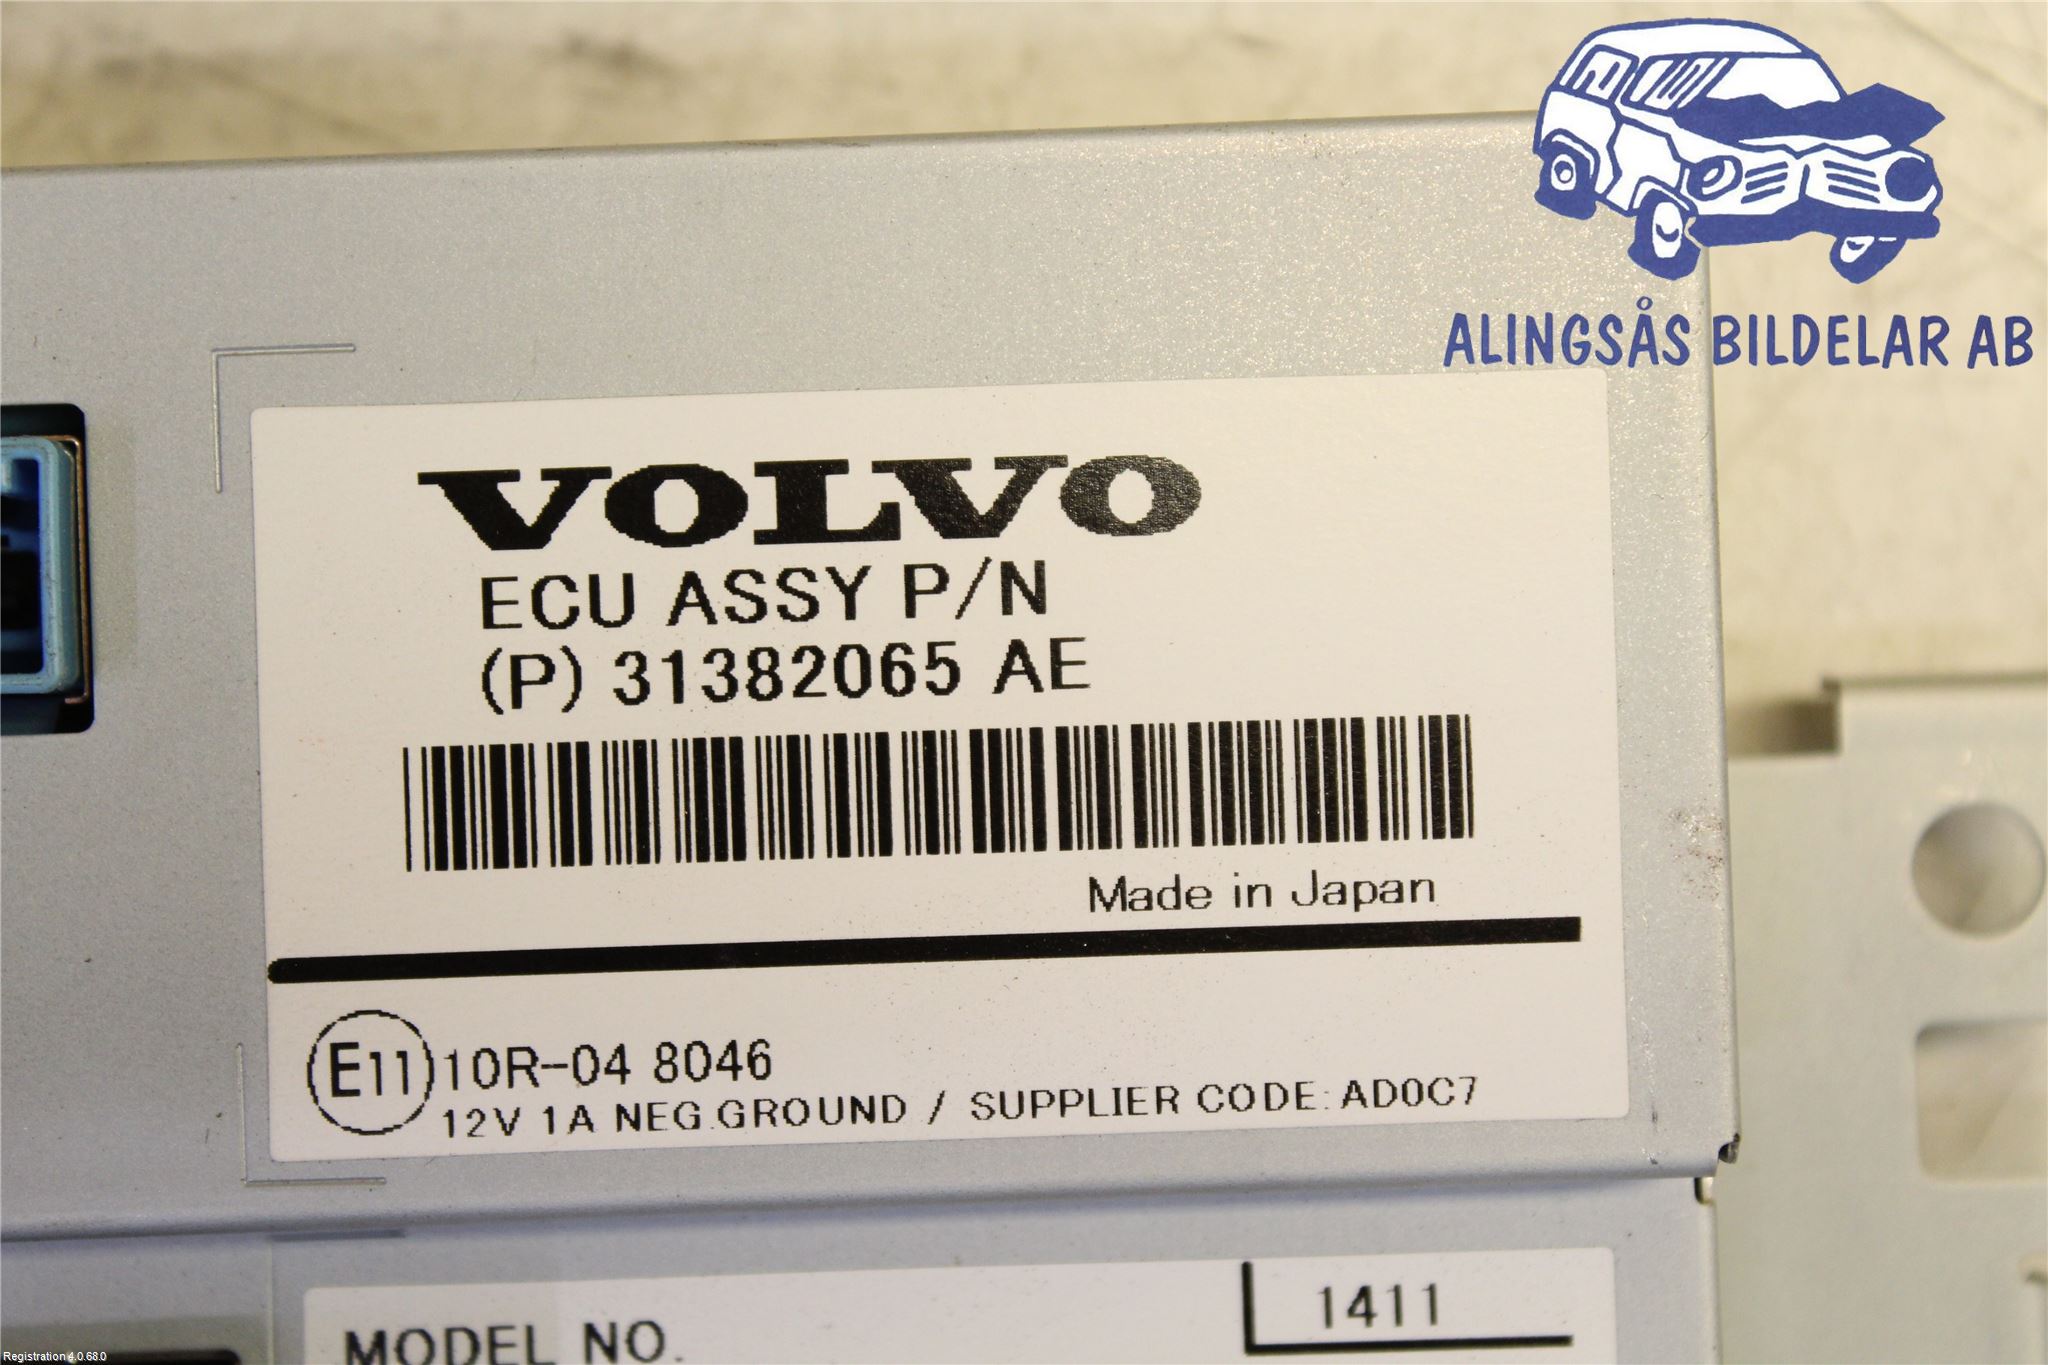 ALINGSÅS BILDELAR AB
VOLVO
ECU ASSY P/N
(P) 31382065 AE
Made in Japan
E11 10R-04 8046
12V 1A NEG.GROUND / SUPPLIER CODE: AD0C7
1411
MODEL NO.
Registration 4.0.68.0